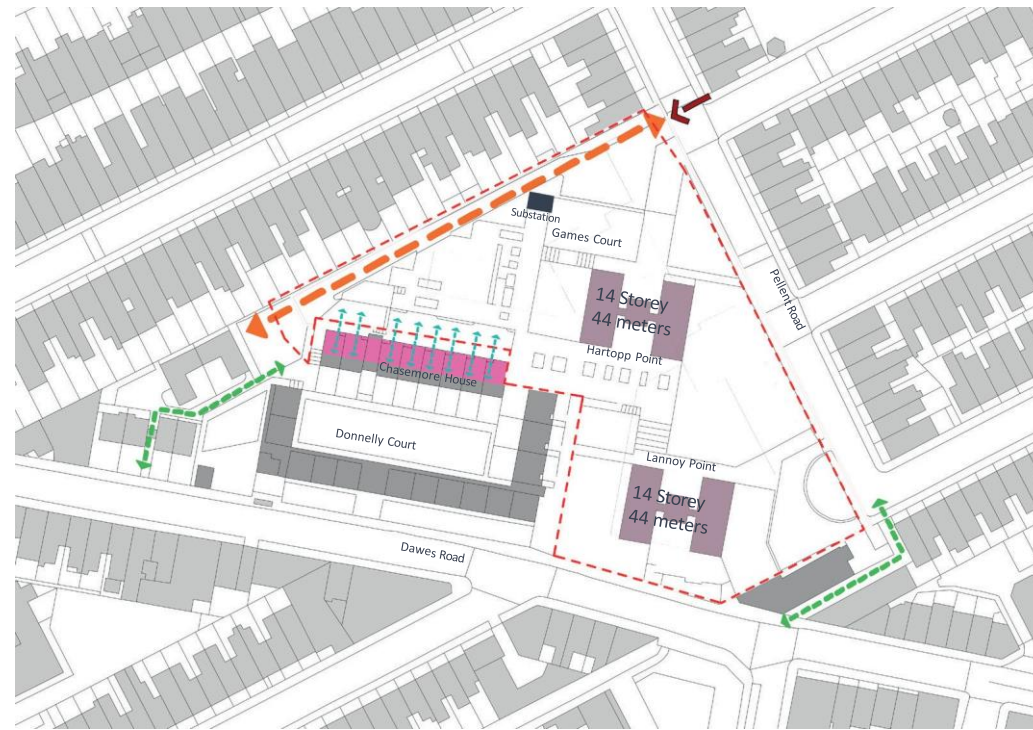 Substation
Games Court
Pellent Road
14 Storey
44 meters
Hartopp Point
Chasemore House
Donnelly Court
Lannoy Point
14 Storey
44 meters
Dawes Road